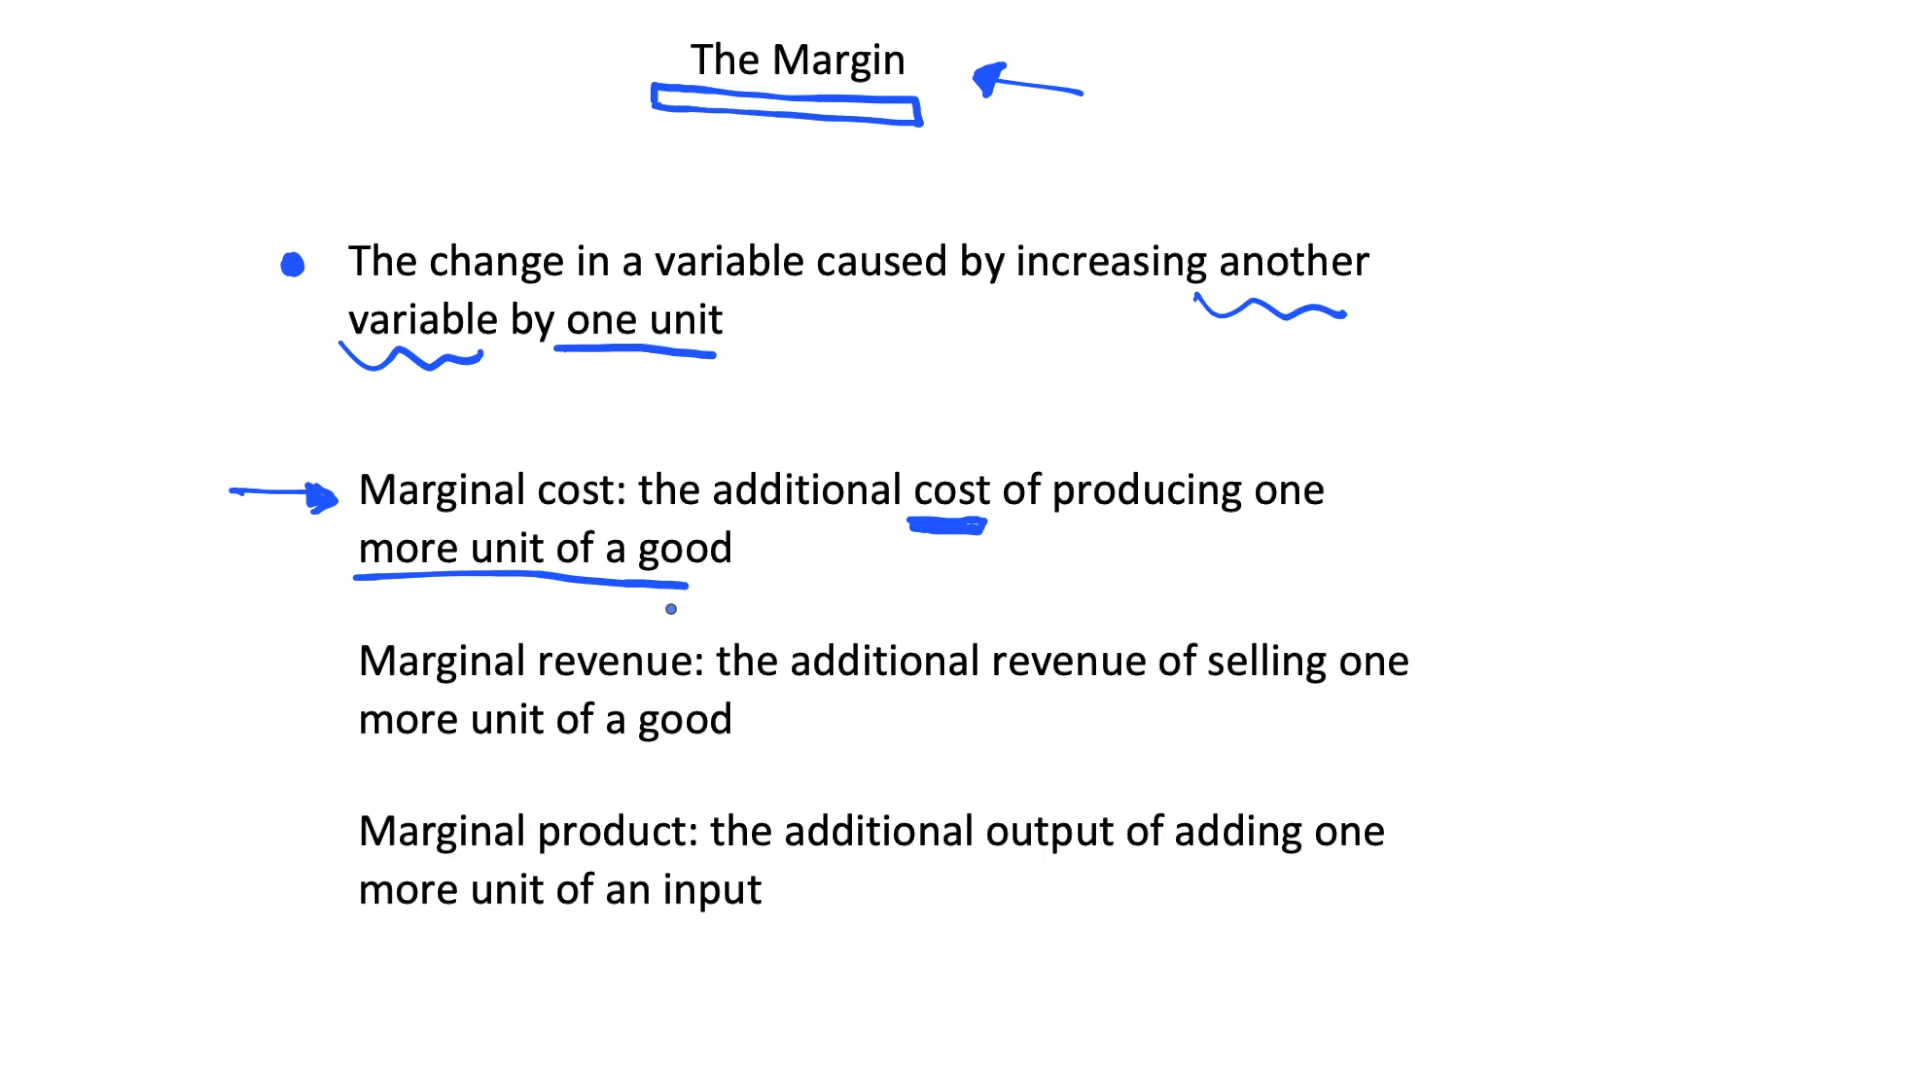 The Margin
The change in a variable caused by increasing another
variable by one unit
Marginal cost: the additional cost of producing one
more unit of a good
Marginal revenue: the additional revenue of selling one
more unit of a good
Marginal product: the additional output of adding one
more unit of an input